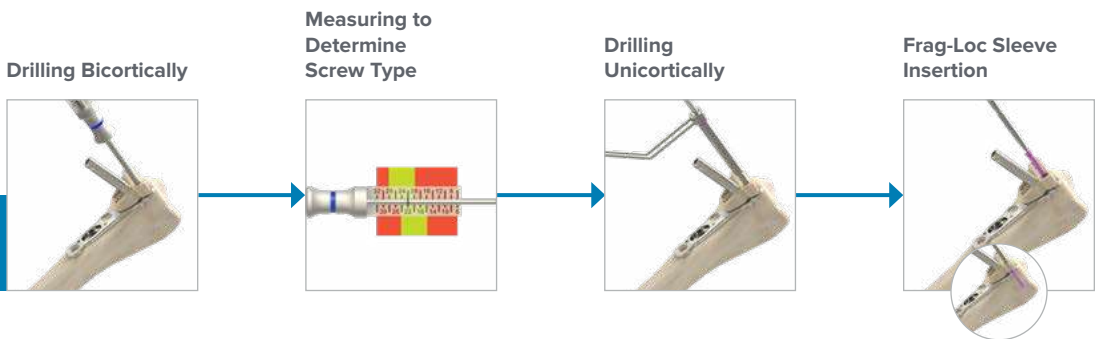 Drilling Bicortically
Measuring to
Determine
Screw Type
Drilling
Unicortically
Frag-Loc Sleeve
Insertion